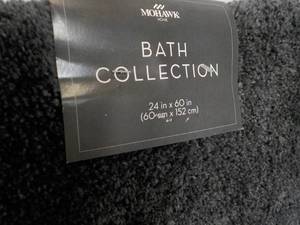 MOHAWK
HOME
BATH
COLLECTION
24 in x 60 in
(60 cm x 152 cm)